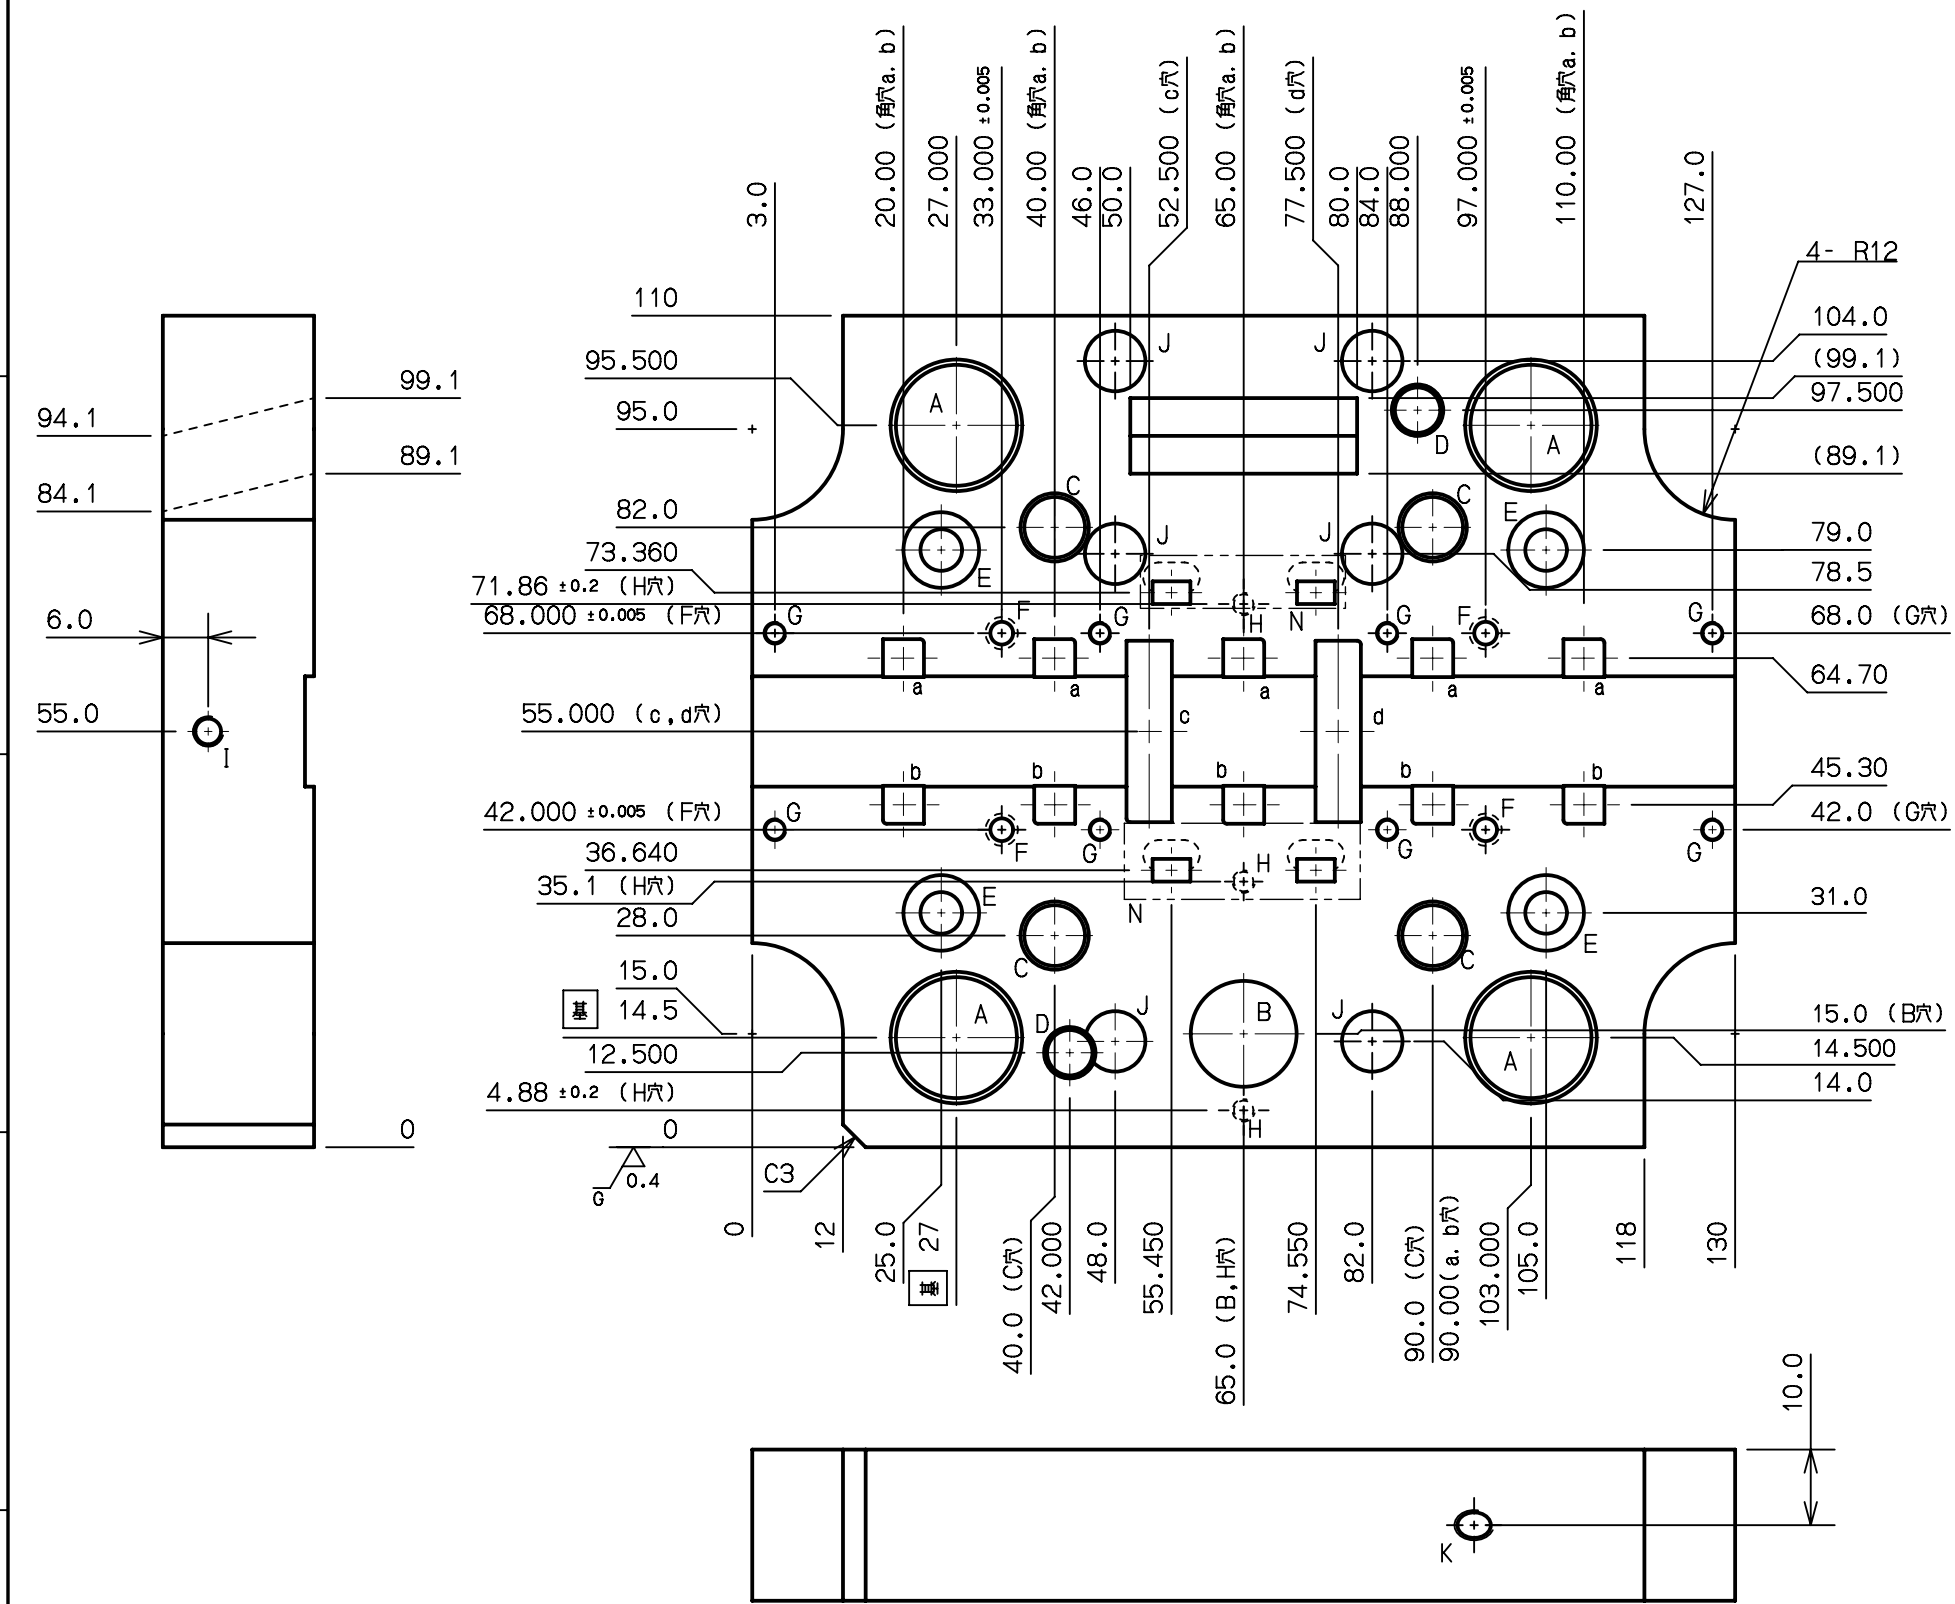 3.0
20.00 (角穴a. b)
27.000
33.000 ±0.005
40.00 (角穴a. b)
46.0
50.0
52.500 (c穴)
65.00 (角穴a. b)
77.500 (d穴)
80.0
84.0
88.000
97.000 ±0.005
110.00 (角穴a. b)
127.0
4- R12
110
95.500
95.0
82.0
73.360
71.86 ±0.2 (H穴)
68.000 ±0.005 (F穴)
55.000 (c,d穴)
42.000 ±0.005 (F穴)
36.640
35.1 (H穴)
28.0
15.0
基 14.5
12.500
4.88 ±0.2 (H穴)
0
G 0.4
C3
104.0
(99.1)
97.500
(89.1)
79.0
78.5
68.0 (G穴)
64.70
45.30
42.0 (G穴)
31.0
15.0 (B穴)
14.500
14.0
94.1
99.1
84.1
89.1
6.0
55.0
I
0
J
J
A
D
A
C
C
E
J
J
E
F
G
H
N
G
F
G
G
a
a
a
a
a
c
d
b
b
b
b
b
G
F
G
H
G
F
G
E
N
E
C
C
A
D
J
B
J
A
H
0
12
25.0
27
基
40.0 (C穴)
42.000
48.0
55.450
65.0 (B,H穴)
74.550
82.0
90.0 (C穴)
90.00(a. b穴)
103.000
105.0
118
130
10.0
K